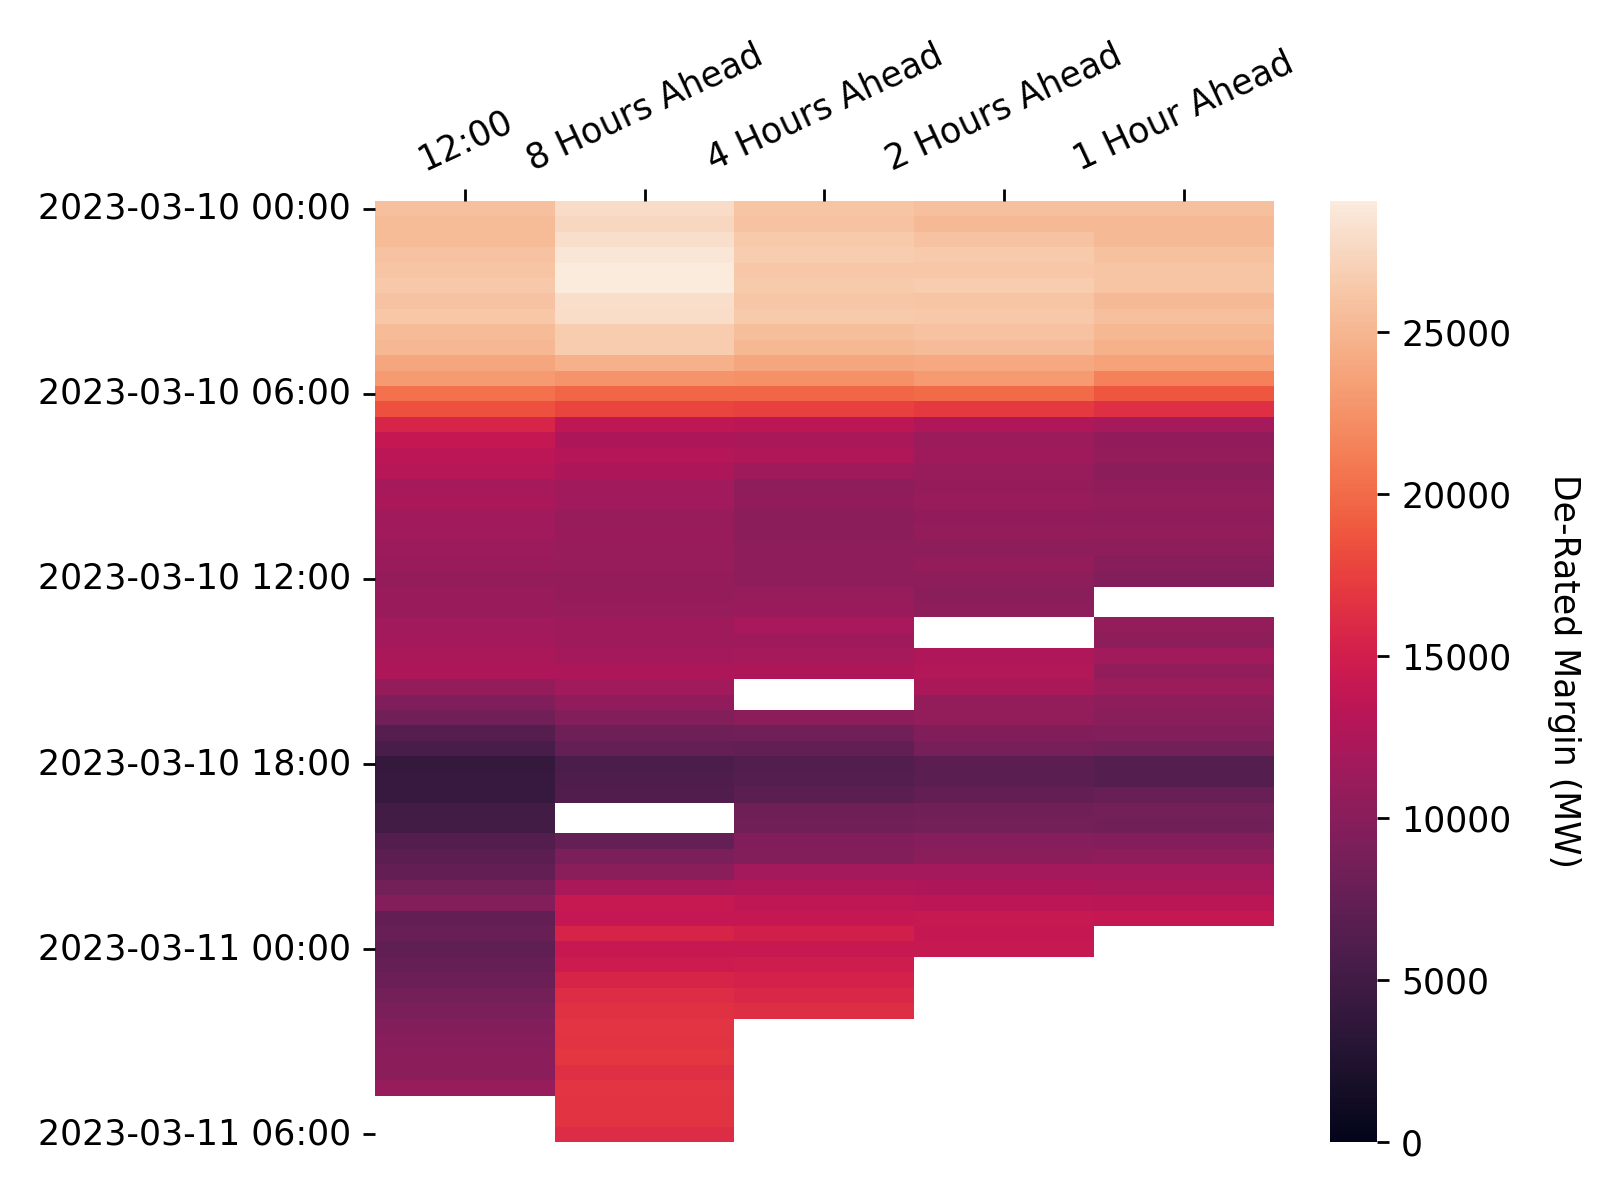 12:00
8 Hours Ahead
4 Hours Ahead
2 Hours Ahead
1 Hour Ahead
2023-03-10 00:00
2023-03-10 06:00
2023-03-10 12:00
2023-03-10 18:00
2023-03-11 00:00
2023-03-11 06:00
25000
20000
15000
10000
5000
0
De-Rated Margin (MW)